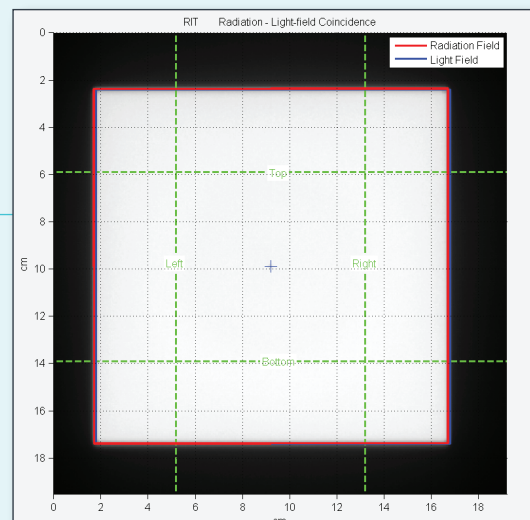 RIT Radiation - Light-field Coincidence
Radiation Field
Light Field
0
2
4
6
8
10
12
14
16
18
cm
Top
Left
Right
Bottom
0 2 4 6 8 10 12 14 16 18
cm